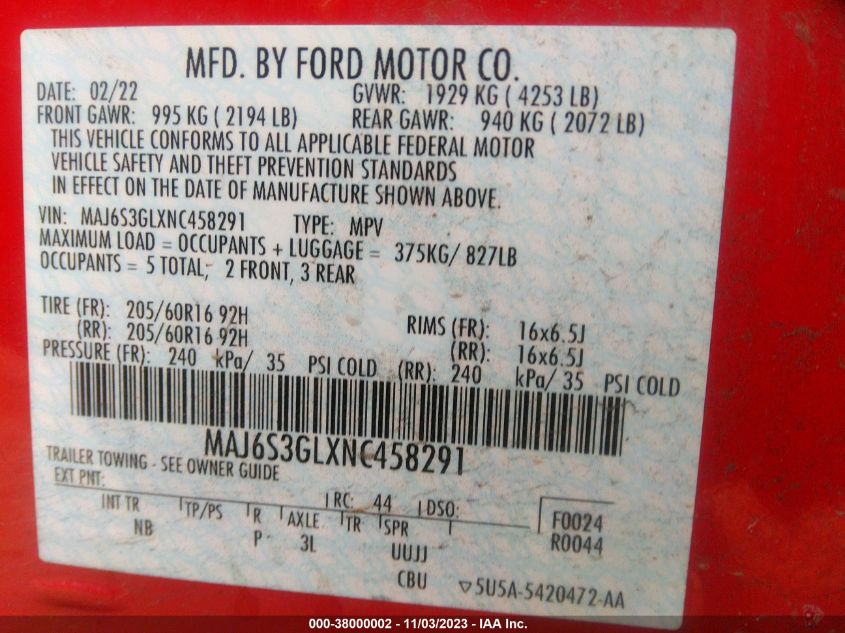 MFD. BY FORD MOTOR CO.
DATE: 02/22 GVWR: 1929 KG ( 4253 LB)
FRONT GAWR: 995 KG ( 2194 LB) REAR GAWR: 940 KG ( 2072 LB)
THIS VEHICLE CONFORMS TO ALL APPLICABLE FEDERAL MOTOR
VEHICLE SAFETY AND THEFT PREVENTION STANDARDS
IN EFFECT ON THE DATE OF MANUFACTURE SHOWN ABOVE.
VIN: MAJ6S3GLXNC458291 TYPE: MPV
MAXIMUM LOAD = OCCUPANTS + LUGGAGE = 375KG/ 827LB
OCCUPANTS = 5 TOTAL; 2 FRONT, 3 REAR
TIRE (FR): 205/60R16 92H RIMS (FR): 16x6.5J
(RR): 205/60R16 92H (RR): 16x6.5J
PRESSURE (FR): 240 kPa/ 35 PSI COLD (RR): 240 kPa/ 35 PSI COLD
MAJ6S3GLXNC458291
TRAILER TOWING - SEE OWNER GUIDE
EXT PNT: RC: 44 DSO:
INT TR TP/PS R AXLE TR SPR F0024
NB P 3L UUJJ R0044
CBU 5U5A-5420472-AA
000-38000002 - 11/03/2023 - IAA Inc.